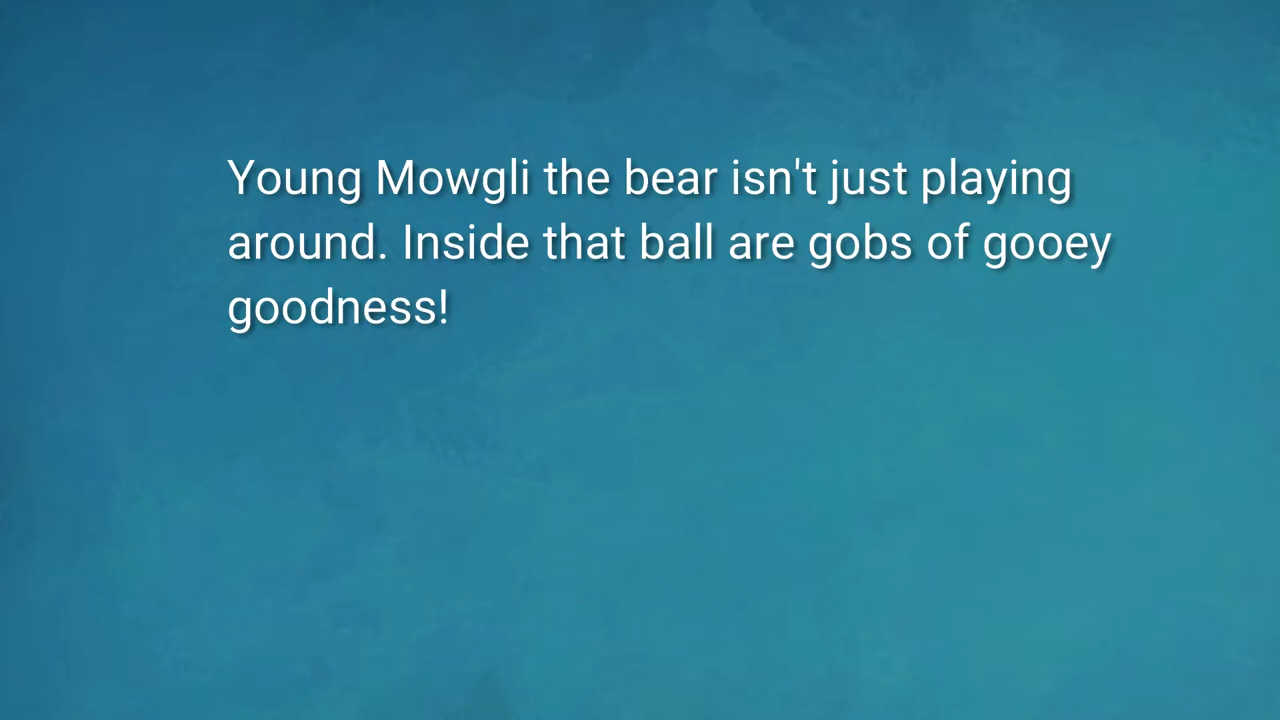 Young Mowgli the bear isn't just playing
around. Inside that ball are gobs of gooey
goodness!